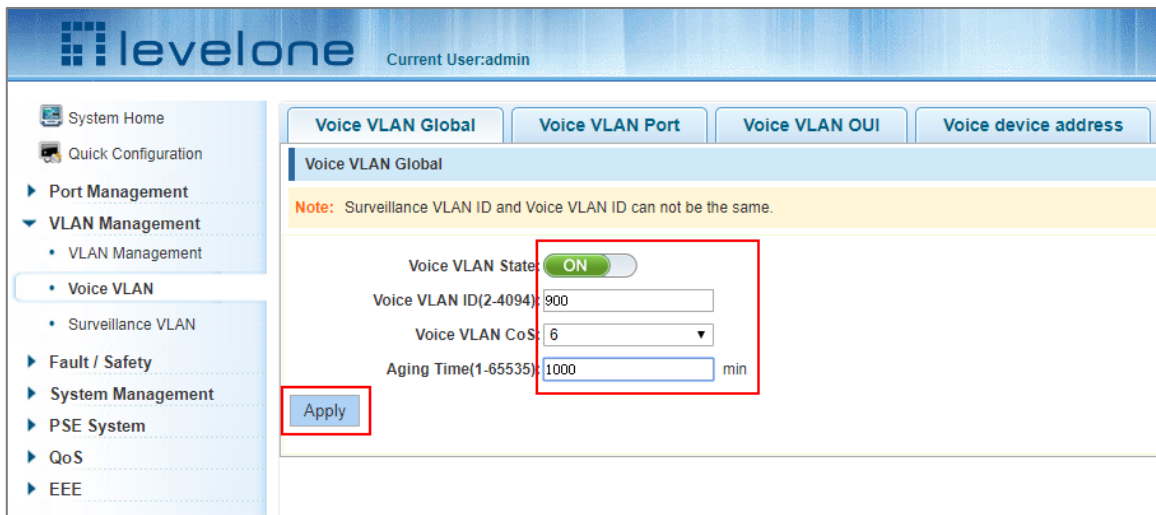 levelone Current User:admin
System Home
Quick Configuration
Port Management
VLAN Management
VLAN Management
Voice VLAN
Surveillance VLAN
Fault / Safety
System Management
PSE System
QoS
EEE
Voice VLAN Global Voice VLAN Port Voice VLAN OUI Voice device address
Voice VLAN Global
Note: Surveillance VLAN ID and Voice VLAN ID can not be the same.
Voice VLAN State: ON
Voice VLAN ID(2-4094): 900
Voice VLAN CoS: 6
Aging Time(1-65535): 1000 min
Apply